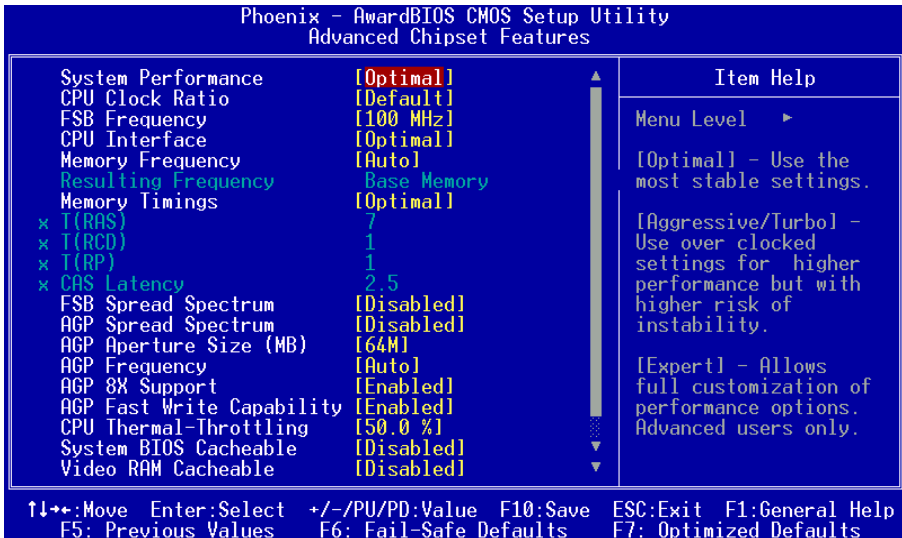 Phoenix - AwardBIOS CMOS Setup Utility
Advanced Chipset Features
System Performance [Optimal]
CPU Clock Ratio [Default]
FSB Frequency [100 MHz]
CPU Interface [Optimal]
Memory Frequency [Auto]
Resulting Frequency Base Memory
Memory Timings [Optimal]
x T(RAS) 7
x T(RCD) 1
x T(RP) 1
x CAS Latency 2.5
FSB Spread Spectrum [Disabled]
AGP Spread Spectrum [Disabled]
AGP Aperture Size (MB) [64M]
AGP Frequency [Auto]
AGP 8X Support [Enabled]
AGP Fast Write Capability [Enabled]
CPU Thermal-Throttling [50.0 %]
System BIOS Cacheable [Disabled]
Video RAM Cacheable [Disabled]
Item Help
Menu Level ►
[Optimal] - Use the
most stable settings.
[Aggressive/Turbo] -
Use over clocked
settings for higher
performance but with
higher risk of
instability.
[Expert] - Allows
full customization of
performance options.
Advanced users only.
↑↓→←:Move Enter:Select +/-/PU/PD:Value F10:Save ESC:Exit F1:General Help
F5: Previous Values F6: Fail-Safe Defaults F7: Optimized Defaults